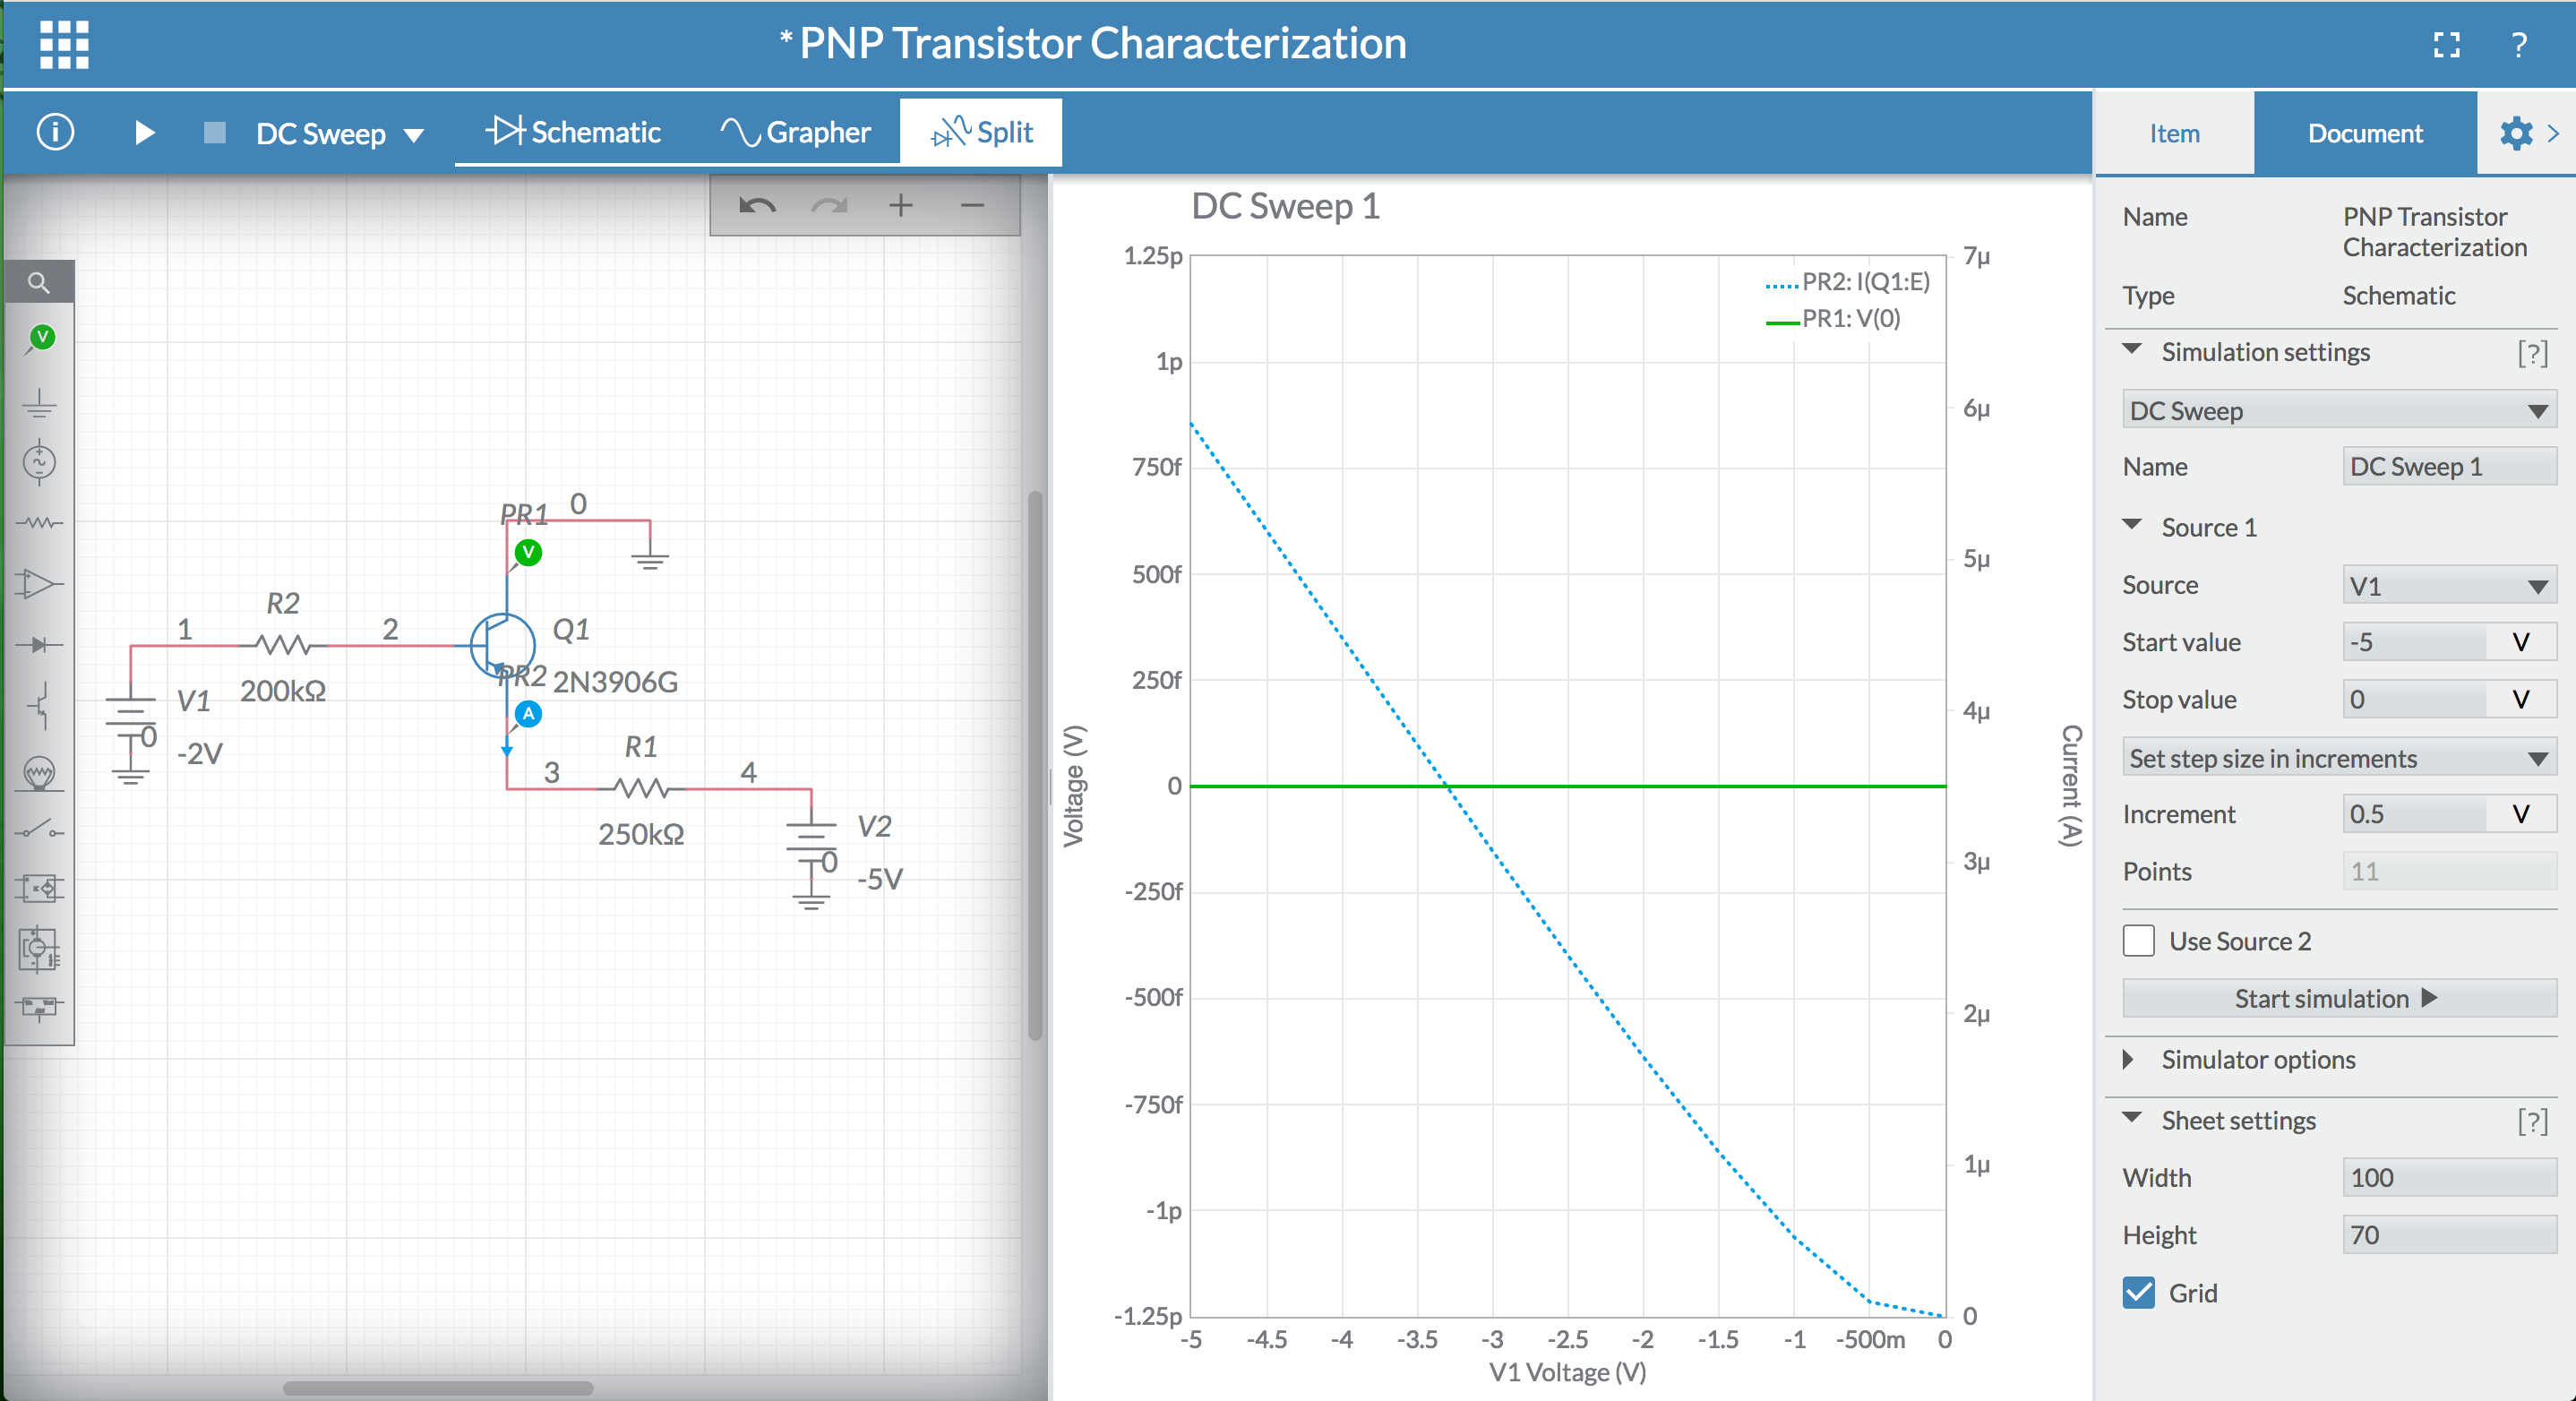 *PNP Transistor Characterization
?
i
DC Sweep
Schematic
Grapher
Split
Item
Document
V
PR1
0
V
R2
1
2
Q1
PR2
2N3906G
200kΩ
V1
0
-2V
A
R1
3
4
250kΩ
V2
0
-5V
DC Sweep 1
PR2: I(Q1:E)
PR1: V(0)
1.25p
1p
750f
500f
250f
0
-250f
-500f
-750f
-1p
-1.25p
Voltage (V)
7µ
6µ
5µ
4µ
3µ
2µ
1µ
0
Current (A)
-5 -4.5 -4 -3.5 -3 -2.5 -2 -1.5 -1 -500m 0
V1 Voltage (V)
Name PNP Transistor
Characterization
Type Schematic
Simulation settings [?]
DC Sweep
Name DC Sweep 1
Source 1
Source V1
Start value -5 V
Stop value 0 V
Set step size in increments
Increment 0.5 V
Points 11
Use Source 2
Start simulation
Simulator options
Sheet settings [?]
Width 100
Height 70
Grid